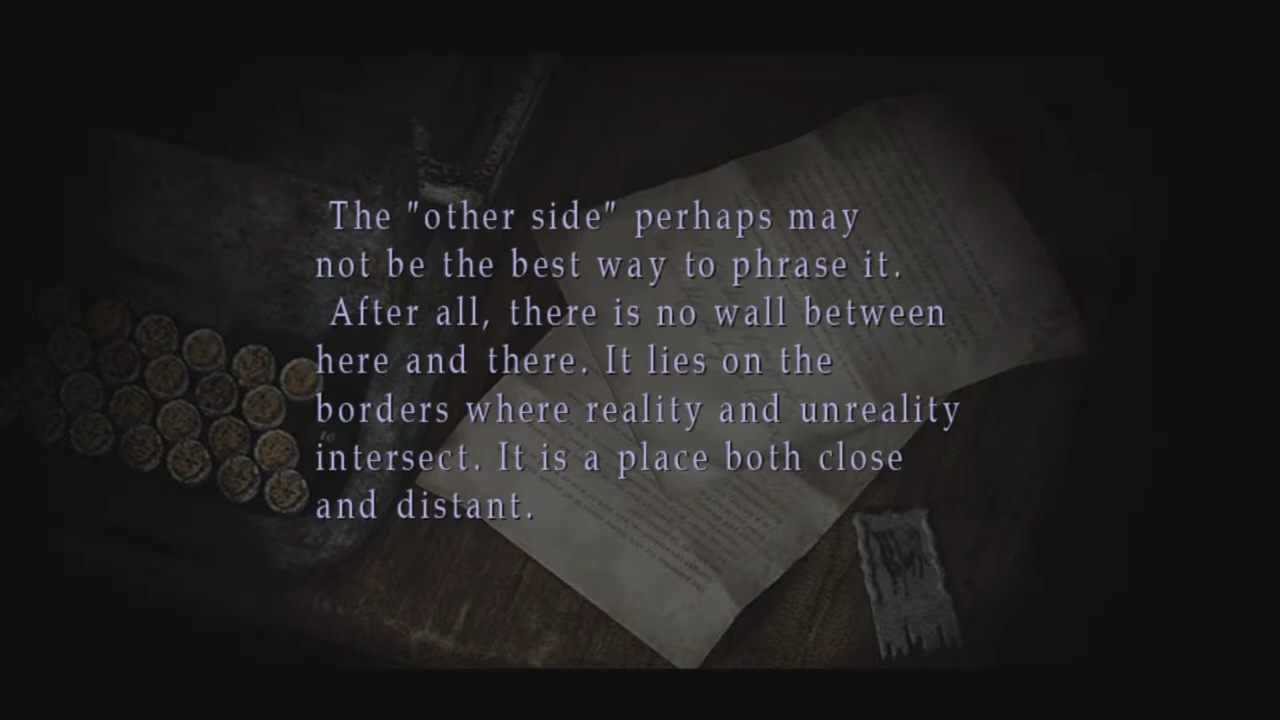 The "other side" perhaps may
not be the best way to phrase it.
After all, there is no wall between
here and there. It lies on the
borders where reality and unreality
intersect. It is a place both close
and distant.